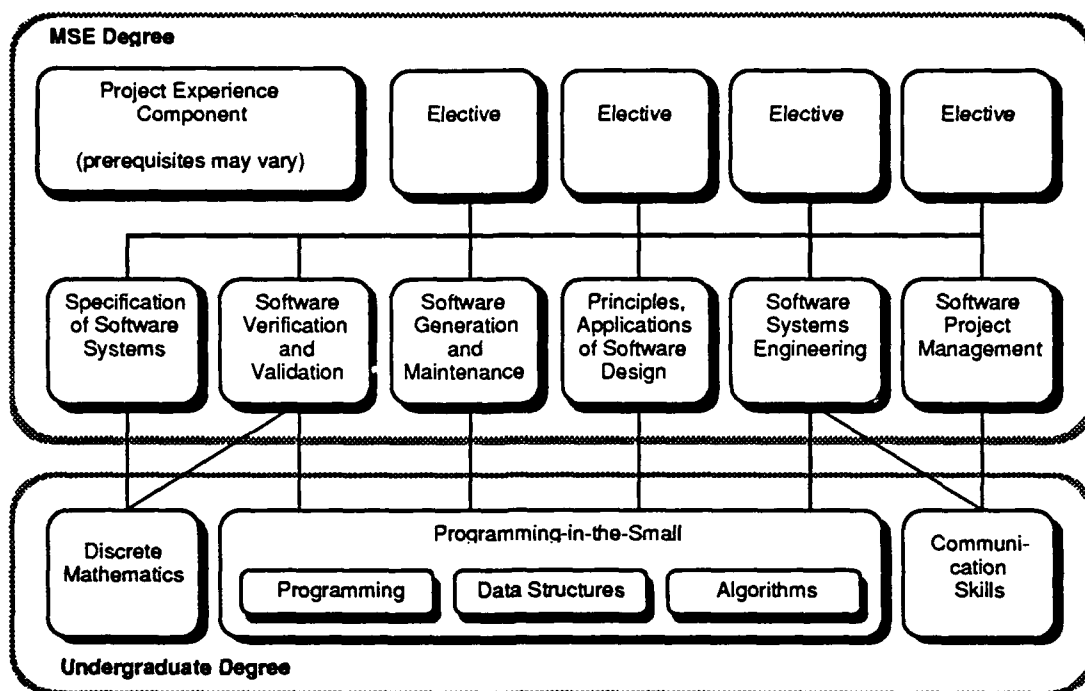 MSE Degree
Project Experience
Component
(prerequisites may vary)
Elective
Elective
Elective
Elective
Specification
of Software
Systems
Software
Verification
and
Validation
Software
Generation
and
Maintenance
Principles,
Applications
of Software
Design
Software
Systems
Engineering
Software
Project
Management
Discrete
Mathematics
Programming-in-the-Small
Programming
Data Structures
Algorithms
Communi-
cation
Skills
Undergraduate Degree